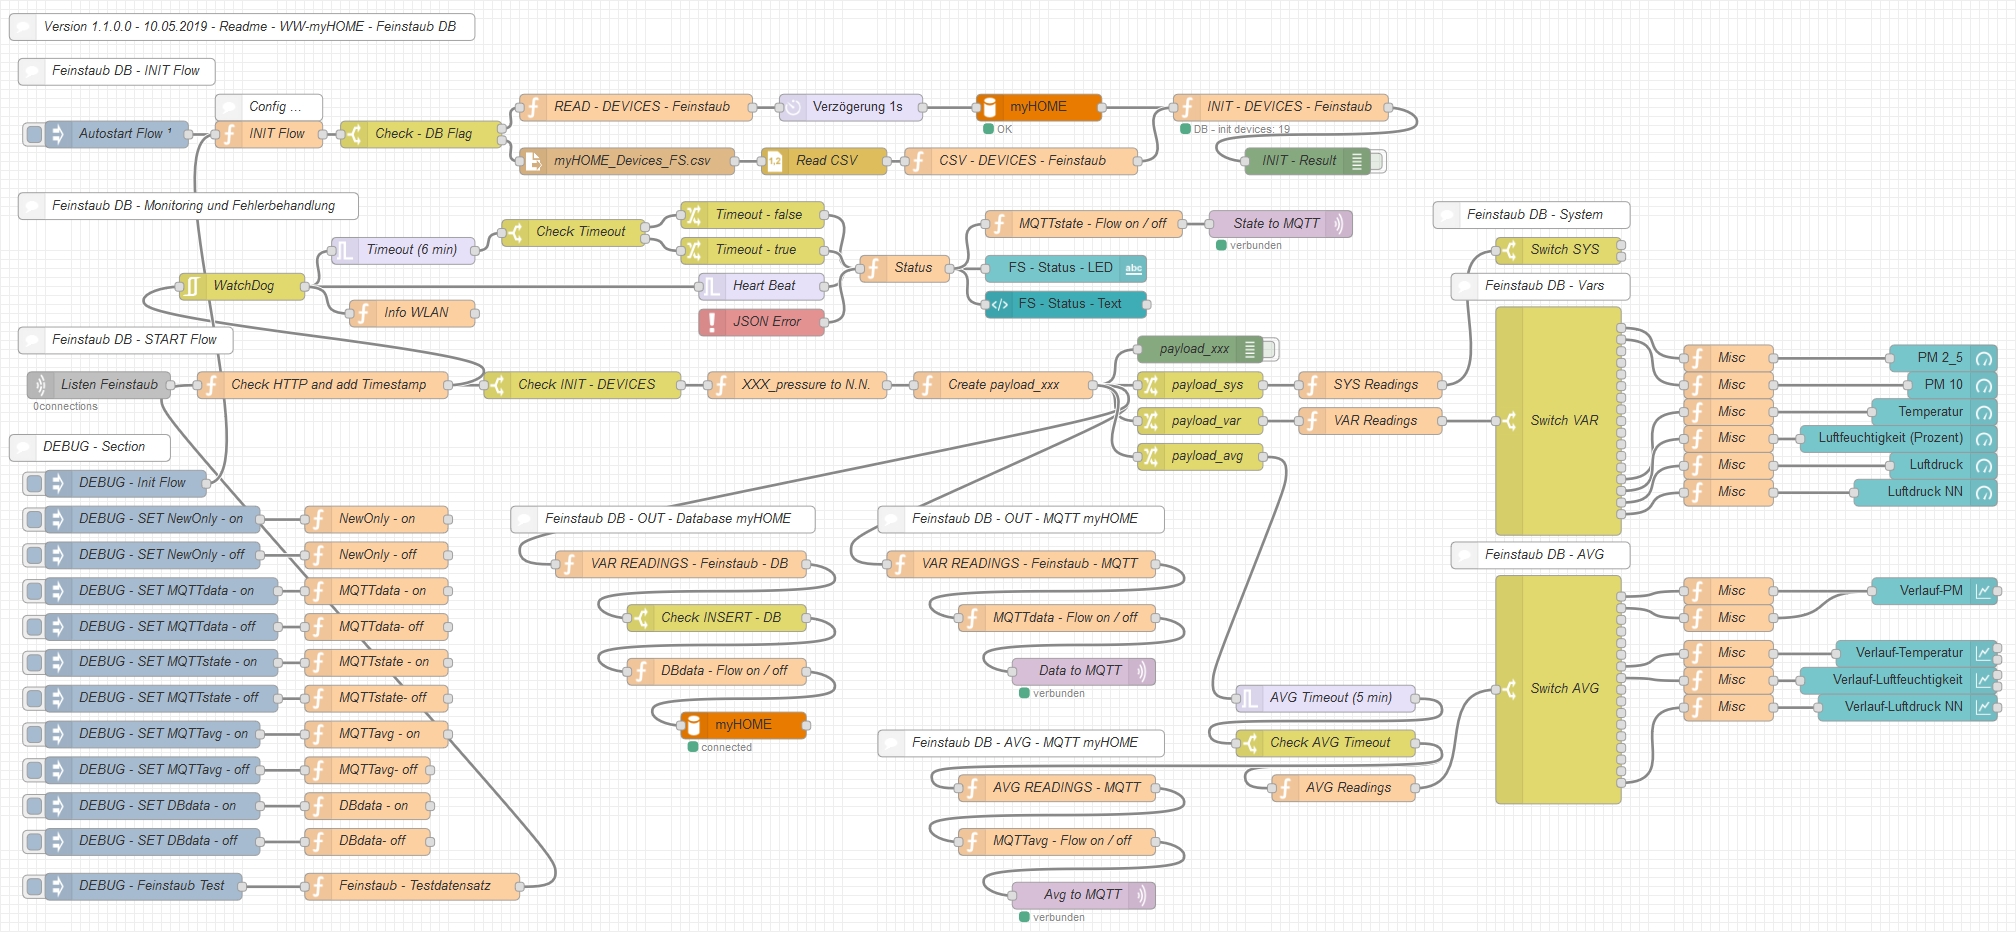 Version 1.1.0.0 - 10.05.2019 - Readme - WW-myHOME - Feinstaub DB
Feinstaub DB - INIT Flow
Config ...
Autostart Flow ¹
INIT Flow
Check - DB Flag
READ - DEVICES - Feinstaub
Verzögerung 1s
myHOME
OK
INIT - DEVICES - Feinstaub
DB - init devices: 19
myHOME_Devices_FS.csv
1,2
Read CSV
CSV - DEVICES - Feinstaub
INIT - Result
Feinstaub DB - Monitoring und Fehlerbehandlung
Timeout (6 min)
Check Timeout
Timeout - false
Timeout - true
WatchDog
Heart Beat
Info WLAN
JSON Error
Status
MQTTstate - Flow on / off
State to MQTT
verbunden
FS - Status - LED
abc
FS - Status - Text
Feinstaub DB - System
Switch SYS
Feinstaub DB - Vars
Feinstaub DB - START Flow
Listen Feinstaub
0connections
Check HTTP and add Timestamp
Check INIT - DEVICES
XXX_pressure to N.N.
Create payload_xxx
payload_xxx
payload_sys
SYS Readings
payload_var
VAR Readings
payload_avg
Switch VAR
Misc
PM 2_5
Misc
PM 10
Misc
Temperatur
Misc
Luftfeuchtigkeit (Prozent)
Misc
Luftdruck
Misc
Luftdruck NN
DEBUG - Section
DEBUG - Init Flow
DEBUG - SET NewOnly - on
NewOnly - on
DEBUG - SET NewOnly - off
NewOnly - off
DEBUG - SET MQTTdata - on
MQTTdata - on
DEBUG - SET MQTTdata - off
MQTTdata- off
DEBUG - SET MQTTstate - on
MQTTstate - on
DEBUG - SET MQTTstate - off
MQTTstate- off
DEBUG - SET MQTTavg - on
MQTTavg - on
DEBUG - SET MQTTavg - off
MQTTavg- off
DEBUG - SET DBdata - on
DBdata - on
DEBUG - SET DBdata - off
DBdata- off
DEBUG - Feinstaub Test
Feinstaub - Testdatensatz
Feinstaub DB - OUT - Database myHOME
VAR READINGS - Feinstaub - DB
Check INSERT - DB
DBdata - Flow on / off
myHOME
connected
Feinstaub DB - OUT - MQTT myHOME
VAR READINGS - Feinstaub - MQTT
MQTTdata - Flow on / off
Data to MQTT
verbunden
Feinstaub DB - AVG - MQTT myHOME
AVG READINGS - MQTT
MQTTavg - Flow on / off
Avg to MQTT
verbunden
AVG Timeout (5 min)
Check AVG Timeout
AVG Readings
Feinstaub DB - AVG
Switch AVG
Misc
Verlauf-PM
Misc
Misc
Verlauf-Temperatur
Misc
Verlauf-Luftfeuchtigkeit
Misc
Verlauf-Luftdruck NN